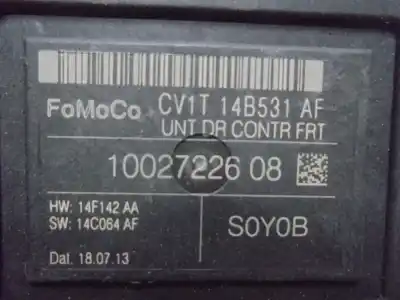 FoMoCo CV1T 14B531 AF
UNT DR CONTR FRT
10027226 08
HW: 14F142 AA
SW: 14C064 AF
S0Y0B
Dat. 18.07.13